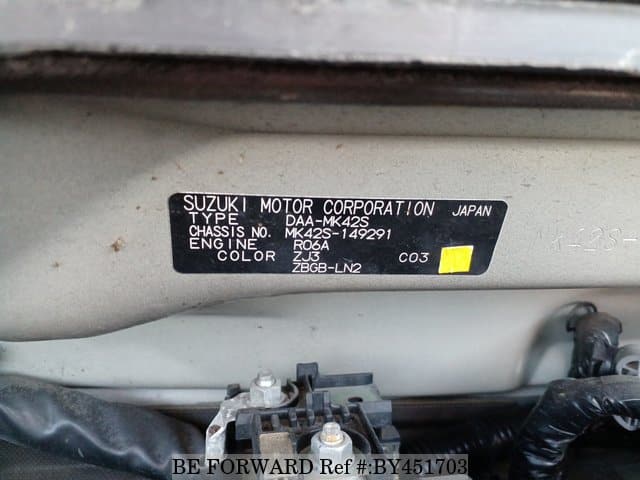 SUZUKI MOTOR CORPORATION JAPAN
TYPE DAA-MK42S
CHASSIS NO. MK42S-149291
ENGINE R06A
COLOR ZJ3 C03
ZBGB-LN2
MK42S-
BE FORWARD Ref #:BY451703